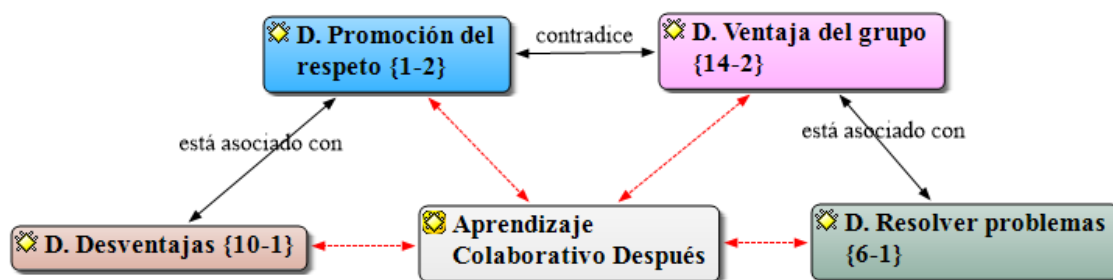 D. Promoción del
respeto {1-2}
contradice
D. Ventaja del grupo
{14-2}
está asociado con
está asociado con
D. Desventajas {10-1}
Aprendizaje
Colaborativo Después
D. Resolver problemas
{6-1}